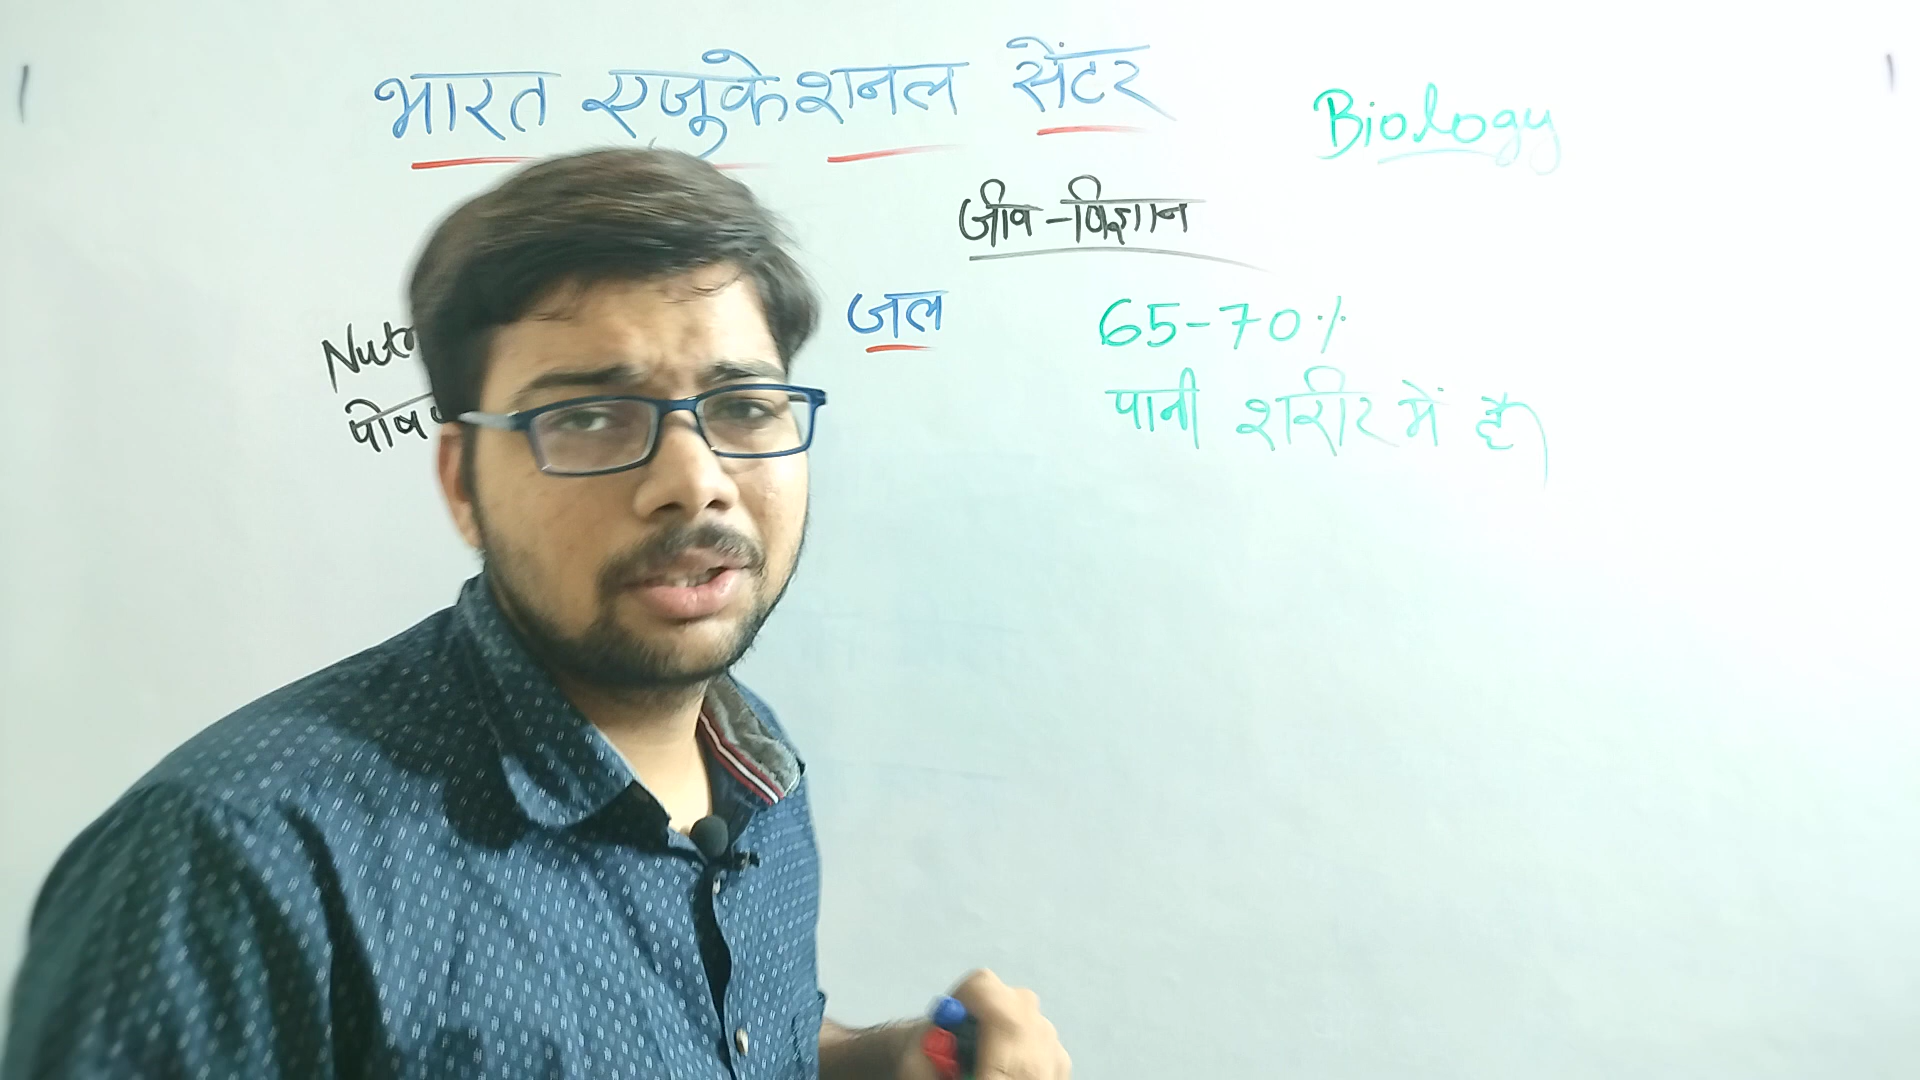 भारत एजुकेशनल सेंटर
Biology
जीव-विज्ञान
जल
65-70%
पानी शरीर में है